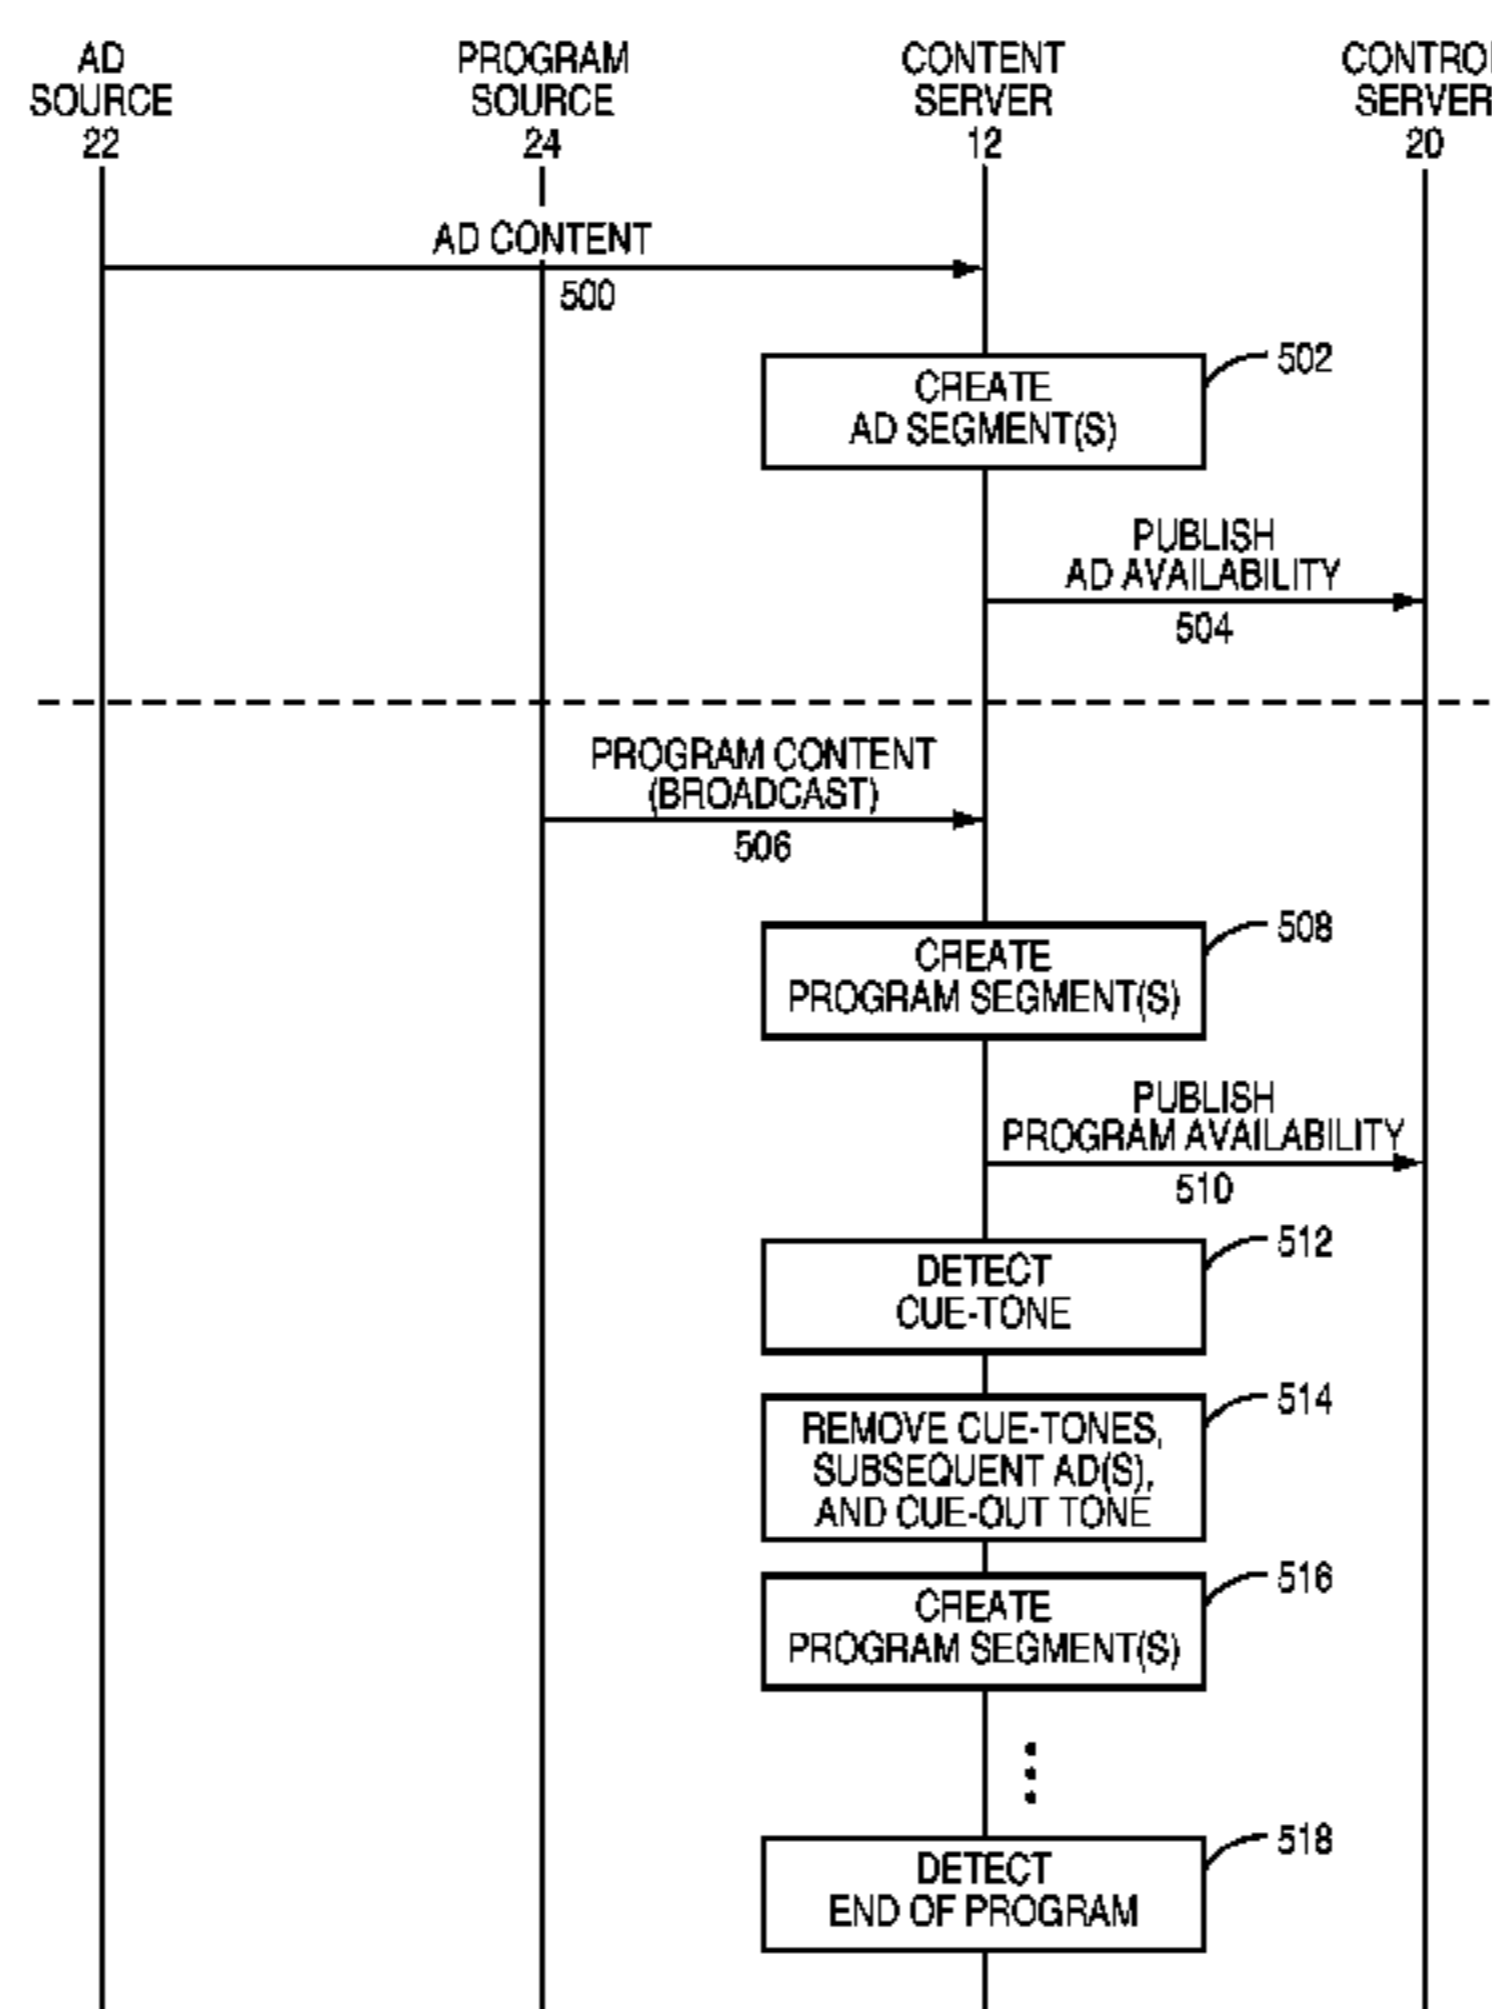 AD
SOURCE
22
PROGRAM
SOURCE
24
CONTENT
SERVER
12
CONTROL
SERVER
20
AD CONTENT
500
CREATE
AD SEGMENT(S)
502
PUBLISH
AD AVAILABILITY
504
PROGRAM CONTENT
(BROADCAST)
506
CREATE
PROGRAM SEGMENT(S)
508
PUBLISH
PROGRAM AVAILABILITY
510
DETECT
CUE-TONE
512
REMOVE CUE-TONES,
SUBSEQUENT AD(S),
AND CUE-OUT TONE
514
CREATE
PROGRAM SEGMENT(S)
516
DETECT
END OF PROGRAM
518